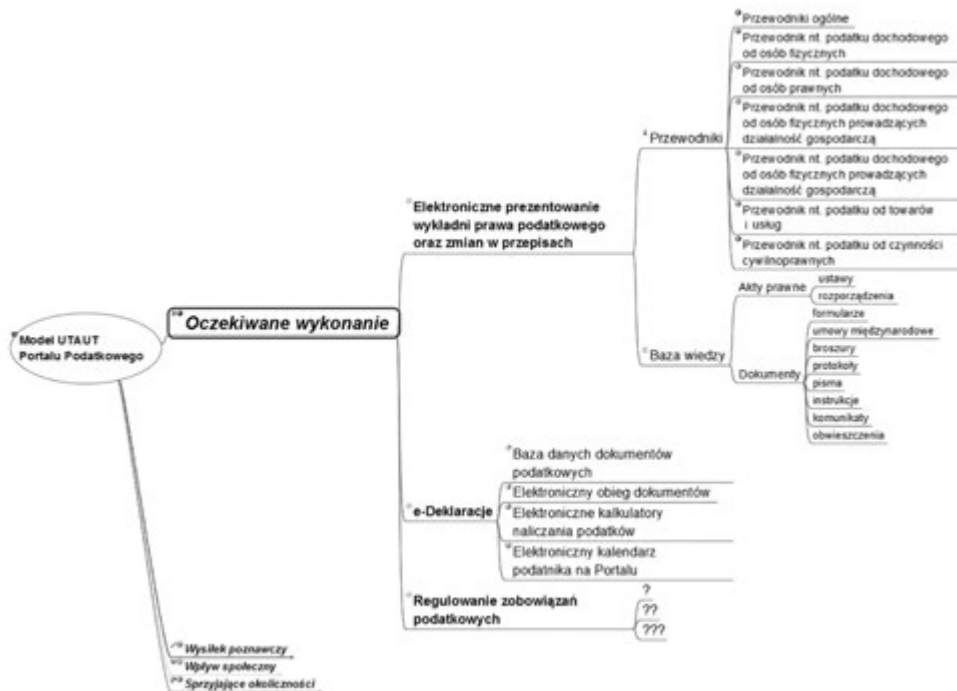 Model UTAUT
Portalu Podatkowego
Oczekiwane wykonanie
Elektroniczne prezentowanie
wykładni prawa podatkowego
oraz zmian w przepisach
Przewodniki
Przewodniki ogólne
Przewodnik nt. podatku dochodowego
od osób fizycznych
Przewodnik nt. podatku dochodowego
od osób prawnych
Przewodnik nt. podatku dochodowego
od osób fizycznych prowadzących
działalność gospodarczą
Przewodnik nt. podatku dochodowego
od osób fizycznych prowadzących
działalność gospodarczą
Przewodnik nt. podatku od towarów
i usług
Przewodnik nt. podatku od czynności
cywilnoprawnych
Baza wiedzy
Akty prawne
ustawy
rozporządzenia
Dokumenty
formularze
umowy międzynarodowe
broszury
protokoły
pisma
instrukcje
komunikaty
obwieszczenia
e-Deklaracje
Baza danych dokumentów
podatkowych
Elektroniczny obieg dokumentów
Elektroniczne kalkulatory
naliczania podatków
Elektroniczny kalendarz
podatnika na Portalu
Regulowanie zobowiązań
podatkowych
?
??
???
Wysiłek poznawczy
Wpływ społeczny
Sprzyjające okoliczności